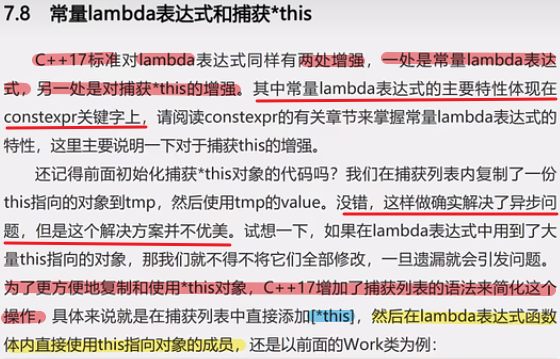 7.8 常量lambda表达式和捕获*this
C++17标准对lambda表达式同样有两处增强，一处是常量lambda表达
式，另一处是对捕获*this的增强。其中常量lambda表达式的主要特性体现在
constexpr关键字上，请阅读constexpr的有关章节来掌握常量lambda表达式的
特性，这里主要说明一下对于捕获this的增强。
还记得前面初始化捕获*this对象的代码吗？我们在捕获列表内复制了一份
this指向的对象到tmp，然后使用tmp的value。没错，这样做确实解决了异步问
题，但是这个解决方案并不优美。试想一下，如果在lambda表达式中用到了大
量this指向的对象，那我们就不得不将它们全部修改，一旦遗漏就会引发问题。
为了更方便地复制和使用*this对象，C++17增加了捕获列表的语法来简化这个
操作，具体来说就是在捕获列表中直接添加[*this]，然后在lambda表达式函数
体内直接使用this指向对象的成员，还是以前面的Work类为例：